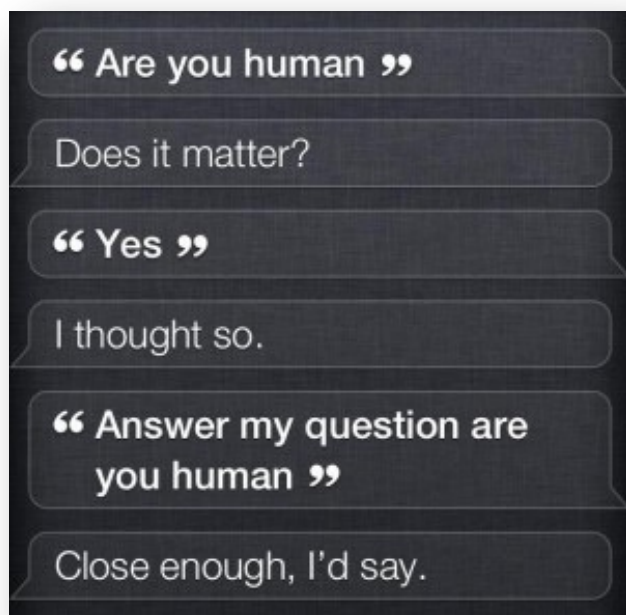 “ Are you human ”
Does it matter?
“ Yes ”
I thought so.
“ Answer my question are
you human ”
Close enough, I’d say.